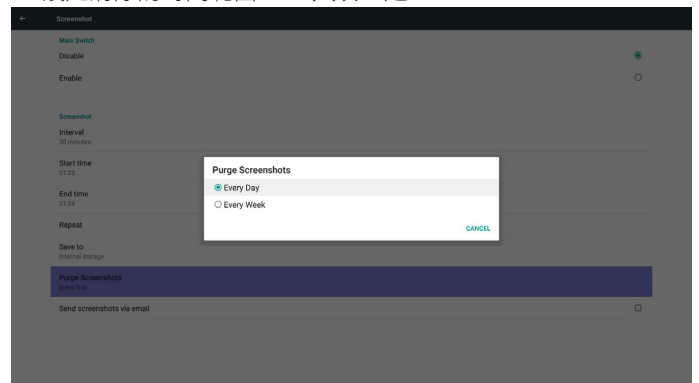 Screenshot
Main Switch
Disable
Enable
Screenshot
Interval
30 minutes
Start time
01:23
End time
01:24
Repeat
Save to
Internal storage
Purge Screenshots
Every Day
Send screenshots via email
Purge Screenshots
Every Day
Every Week
CANCEL